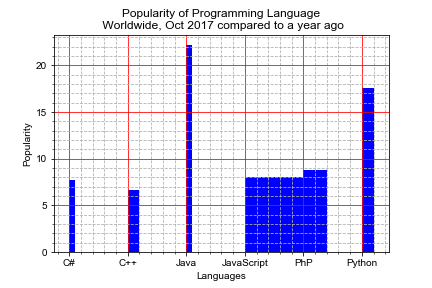 Popularity of Programming Language
Worldwide, Oct 2017 compared to a year ago
20
15
10
5
0
Popularity
C# C++ Java JavaScript PhP Python
Languages